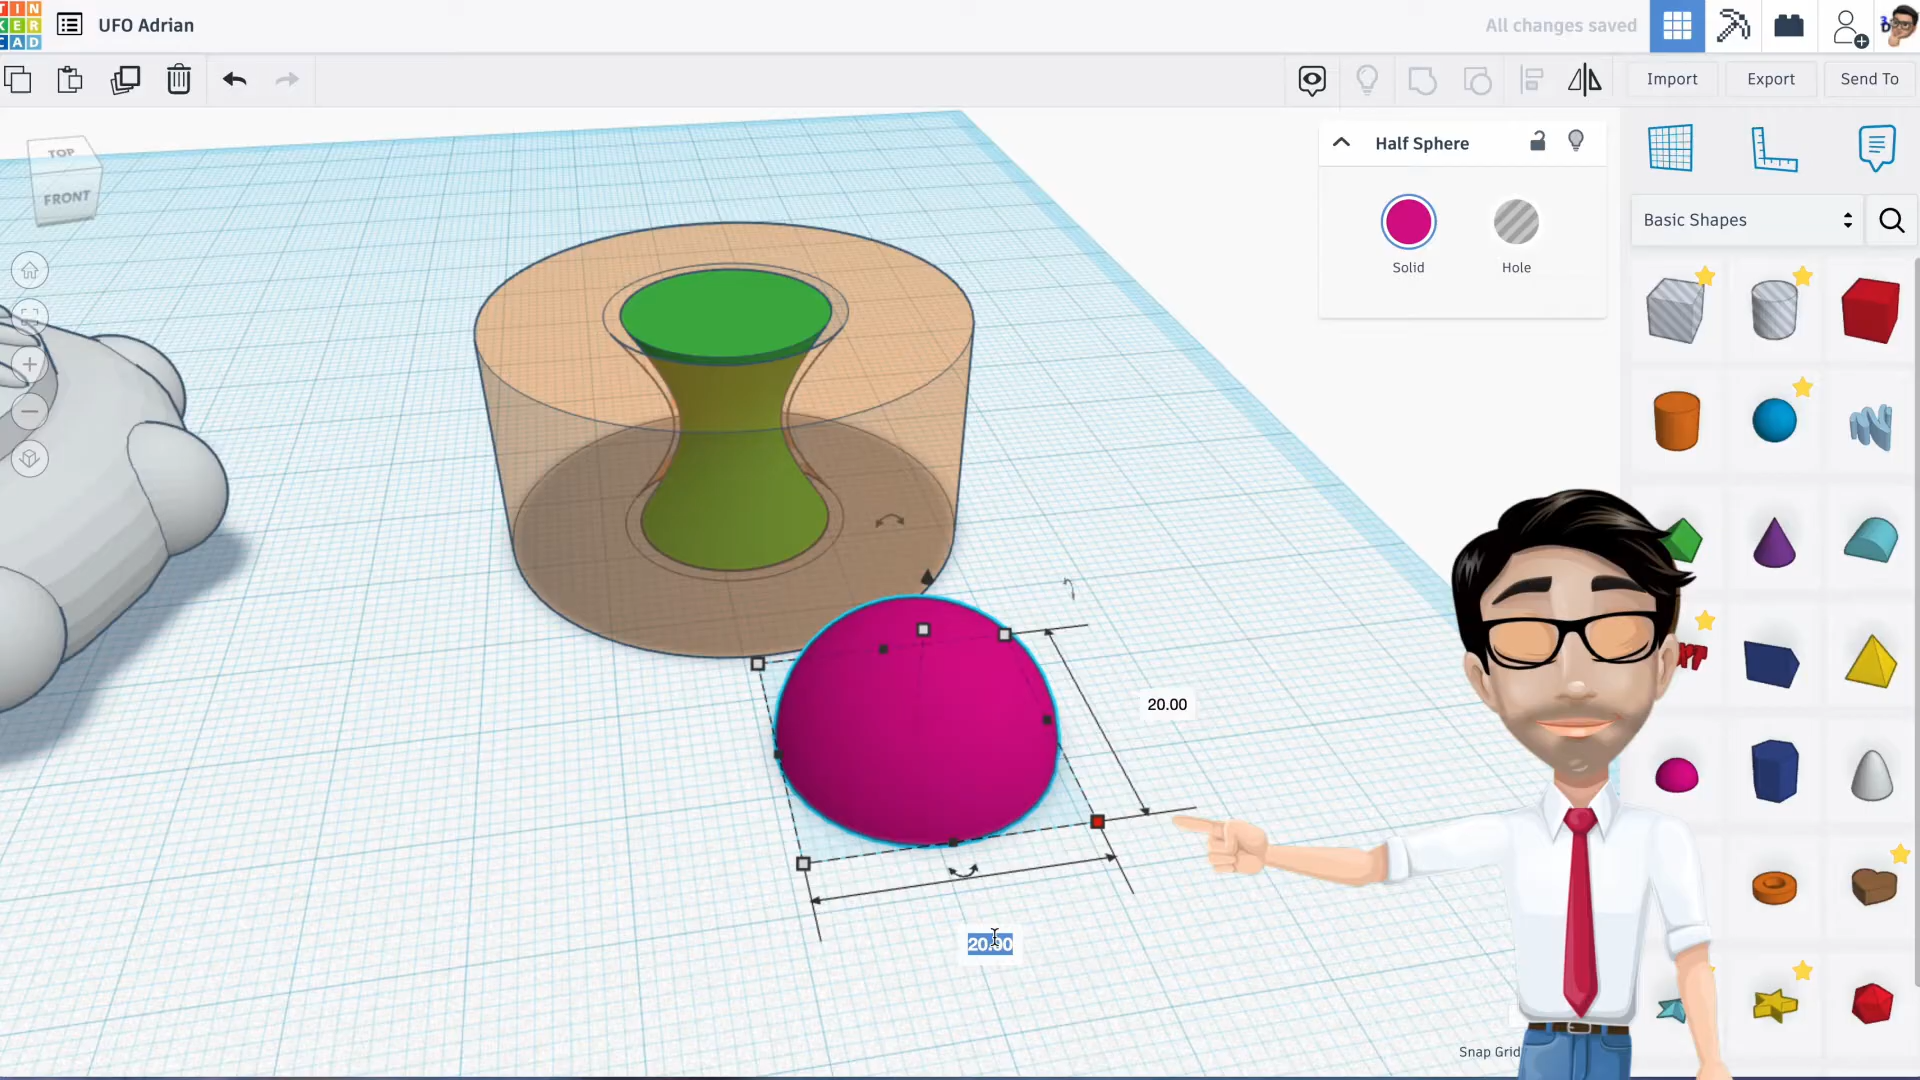 TIN
KER
CAD
UFO Adrian
All changes saved
Import
Export
Send To
TOP
FRONT
Half Sphere
Solid
Hole
Basic Shapes
20.00
20.00
Snap Grid